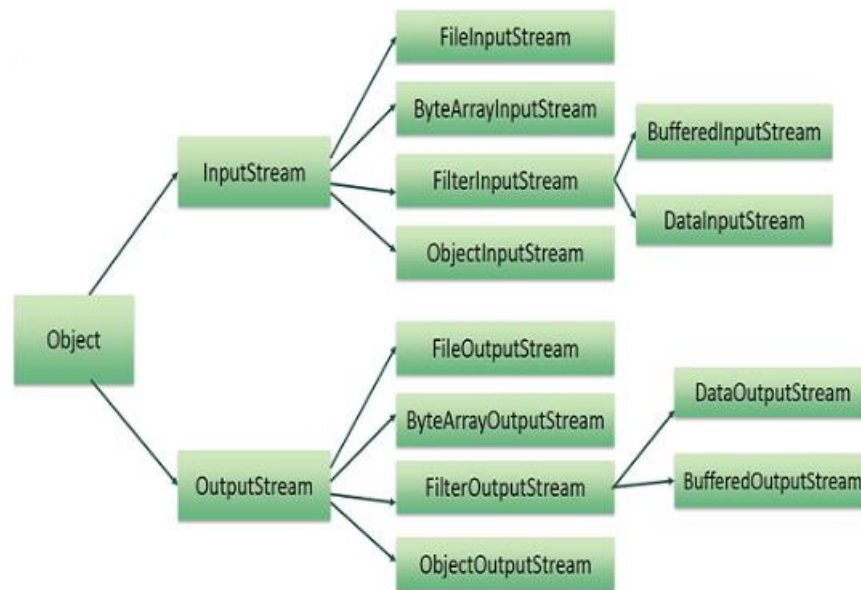 FileInputStream
ByteArrayInputStream
BufferedInputStream
InputStream
FilterInputStream
DataInputStream
ObjectInputStream
Object
FileOutputStream
DataOutputStream
ByteArrayOutputStream
OutputStream
FilterOutputStream
BufferedOutputStream
ObjectOutputStream